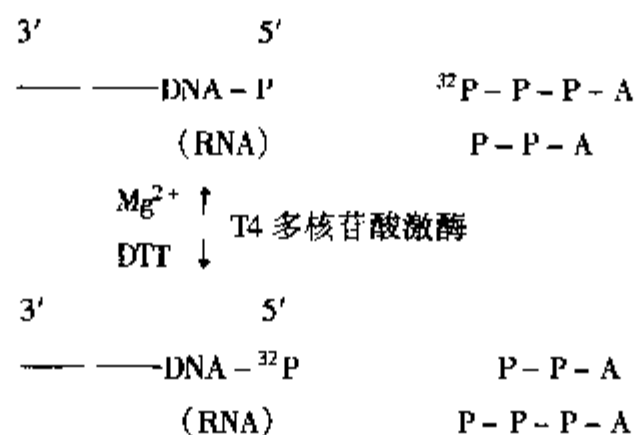 3′ 5′
DNA – P ³²P – P – P – A
(RNA) P – P – A
Mg²⁺ ↑
T4 多核苷酸激酶
DTT ↓
3′ 5′
DNA – ³²P P – P – A
(RNA) P – P – P – A